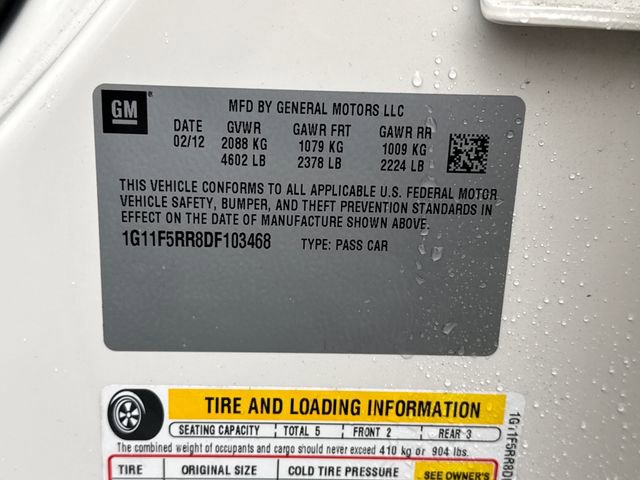 GM ® MFD BY GENERAL MOTORS LLC
DATE GVWR GAWR FRT GAWR RR
02/12 2088 KG 1079 KG 1009 KG
4602 LB 2378 LB 2224 LB
THIS VEHICLE CONFORMS TO ALL APPLICABLE U.S. FEDERAL MOTOR
VEHICLE SAFETY, BUMPER, AND THEFT PREVENTION STANDARDS IN
EFFECT ON THE DATE OF MANUFACTURE SHOWN ABOVE.
1G11F5RR8DF103468 TYPE: PASS CAR
TIRE AND LOADING INFORMATION
SEATING CAPACITY TOTAL 5 FRONT 2 REAR 3
The combined weight of occupants and cargo should never exceed 410 kg or 904 lbs.
TIRE ORIGINAL SIZE COLD TIRE PRESSURE SEE OWNER'S
1G11F5RR8D